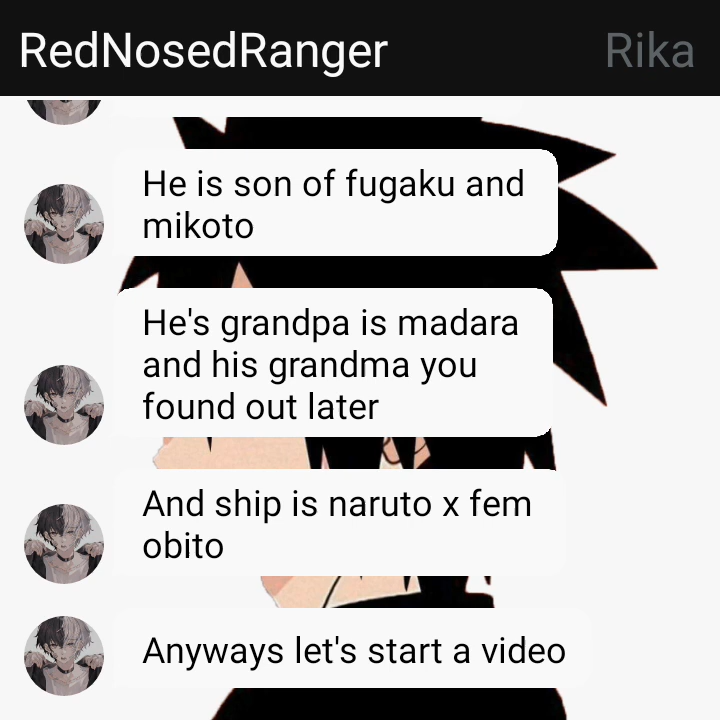 RedNosedRanger
Rika
He is son of fugaku and
mikoto
He's grandpa is madara
and his grandma you
found out later
And ship is naruto x fem
obito
Anyways let's start a video